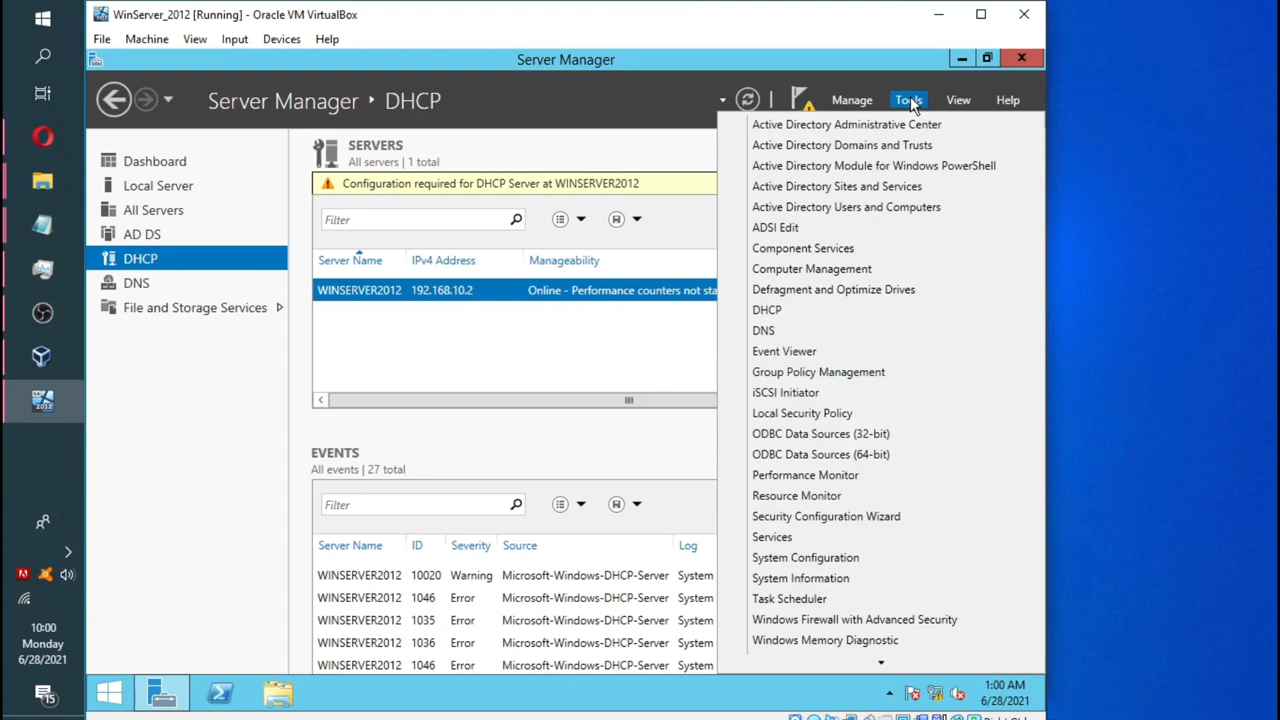 WinServer_2012 [Running] - Oracle VM VirtualBox
File Machine View Input Devices Help
Server Manager
Server Manager ‣ DHCP
Manage Tools View Help
Dashboard
Local Server
All Servers
AD DS
DHCP
DNS
File and Storage Services
SERVERS
All servers | 1 total
Configuration required for DHCP Server at WINSERVER2012
Filter
Server Name IPv4 Address Manageability
WINSERVER2012 192.168.10.2 Online - Performance counters not sta
EVENTS
All events | 27 total
Filter
Server Name ID Severity Source Log
WINSERVER2012 10020 Warning Microsoft-Windows-DHCP-Server System
WINSERVER2012 1046 Error Microsoft-Windows-DHCP-Server System
WINSERVER2012 1035 Error Microsoft-Windows-DHCP-Server System
WINSERVER2012 1036 Error Microsoft-Windows-DHCP-Server System
WINSERVER2012 1046 Error Microsoft-Windows-DHCP-Server System
Active Directory Administrative Center
Active Directory Domains and Trusts
Active Directory Module for Windows PowerShell
Active Directory Sites and Services
Active Directory Users and Computers
ADSI Edit
Component Services
Computer Management
Defragment and Optimize Drives
DHCP
DNS
Event Viewer
Group Policy Management
iSCSI Initiator
Local Security Policy
ODBC Data Sources (32-bit)
ODBC Data Sources (64-bit)
Performance Monitor
Resource Monitor
Security Configuration Wizard
Services
System Configuration
System Information
Task Scheduler
Windows Firewall with Advanced Security
Windows Memory Diagnostic
2012
10:00
Monday
6/28/2021
15
1:00 AM
6/28/2021